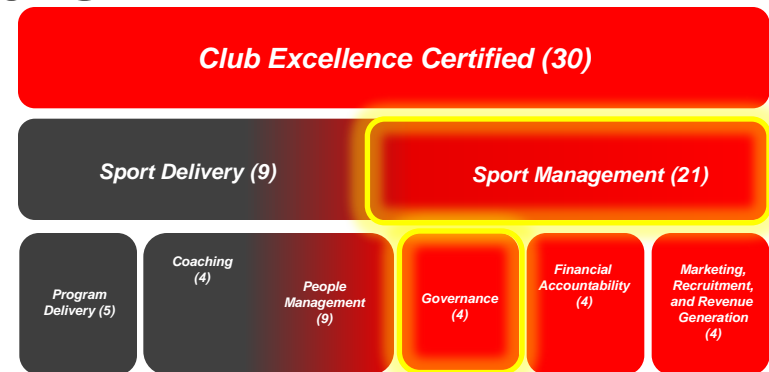 Club Excellence Certified (30)
Sport Delivery (9)
Sport Management (21)
Program
Delivery (5)
Coaching
(4)
People
Management
(9)
Governance
(4)
Financial
Accountability
(4)
Marketing,
Recruitment,
and Revenue
Generation
(4)